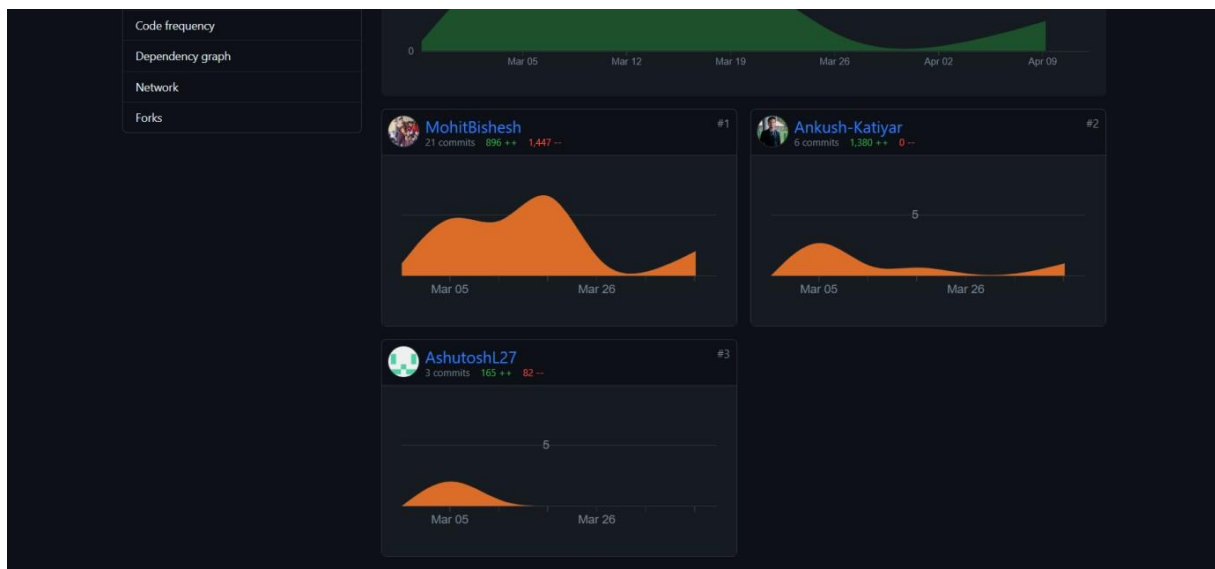 Code frequency
Dependency graph
Network
Forks
0
Mar 05 Mar 12 Mar 19 Mar 26 Apr 02 Apr 09
MohitBishesh #1
21 commits 896 ++ 1,447 --
Mar 05 Mar 26
Ankush-Katiyar #2
6 commits 1,380 ++ 0 --
5
Mar 05 Mar 26
AshutoshL27 #3
3 commits 165 ++ 82 --
5
Mar 05 Mar 26